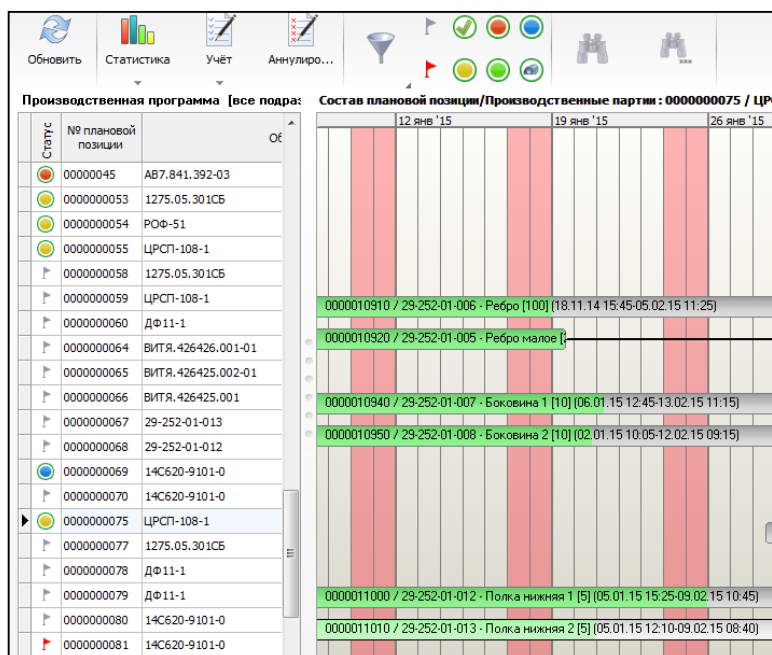 Обновить Статистика Учёт Аннулиро...
Производственная программа [все подраз
Статус № плановой позиции Об
00000045 АВ7.841.392-03
0000000053 1275.05.301СБ
0000000054 РОФ-51
0000000055 ЦРСП-108-1
0000000058 1275.05.301СБ
0000000059 ЦРСП-108-1
0000000060 ДФ11-1
0000000064 ВИТЯ.426426.001-01
0000000065 ВИТЯ.426425.002-01
0000000066 ВИТЯ.426425.001
0000000067 29-252-01-013
0000000068 29-252-01-012
0000000069 14С620-9101-0
0000000070 14С620-9101-0
0000000075 ЦРСП-108-1
0000000077 1275.05.301СБ
0000000078 ДФ11-1
0000000079 ДФ11-1
0000000080 14С620-9101-0
0000000081 14С620-9101-0
Состав плановой позиции/Производственные партии : 0000000075 / ЦР
12 янв '15 19 янв '15 26 янв '15
0000010910 / 29-252-01-006 - Ребро [100] (18.11.14 15:45-05.02.15 11:25)
0000010920 / 29-252-01-005 - Ребро малое [
0000010940 / 29-252-01-007 - Боковина 1 [10] (06.01.15 12:45-13.02.15 11:15)
0000010950 / 29-252-01-008 - Боковина 2 [10] (02.01.15 10:05-12.02.15 09:15)
0000011000 / 29-252-01-012 - Полка нижняя 1 [5] (05.01.15 15:25-09.02.15 10:45)
0000011010 / 29-252-01-013 - Полка нижняя 2 [5] (05.01.15 12:10-09.02.15 08:40)